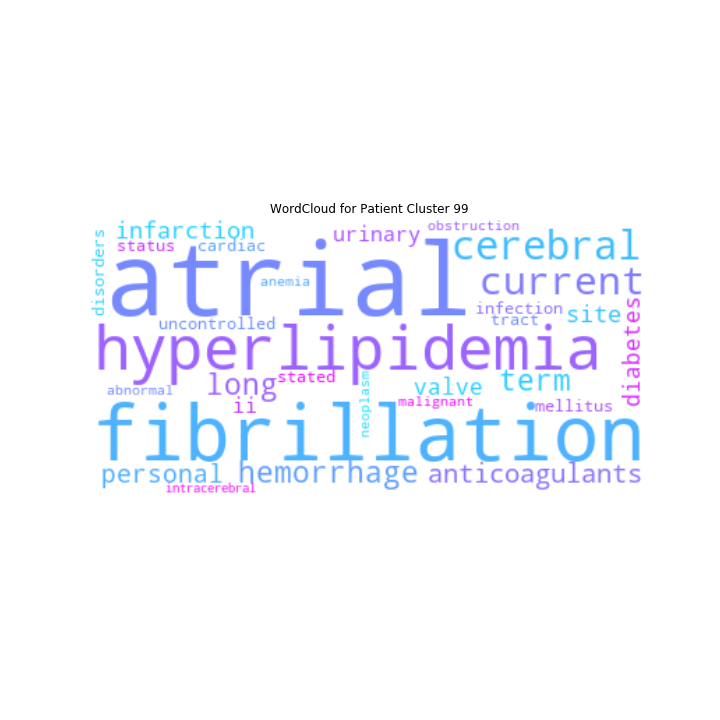 WordCloud for Patient Cluster 99
disorders
infarction
urinary
obstruction
cerebral
status
cardiac
atrial
anemia
current
uncontrolled
infection
tract
site
diabetes
hyperlipidemia
long
stated
neoplasm
valve
term
abnormal
ii
malignant
mellitus
fibrillation
personal
hemorrhage
anticoagulants
intracerebral